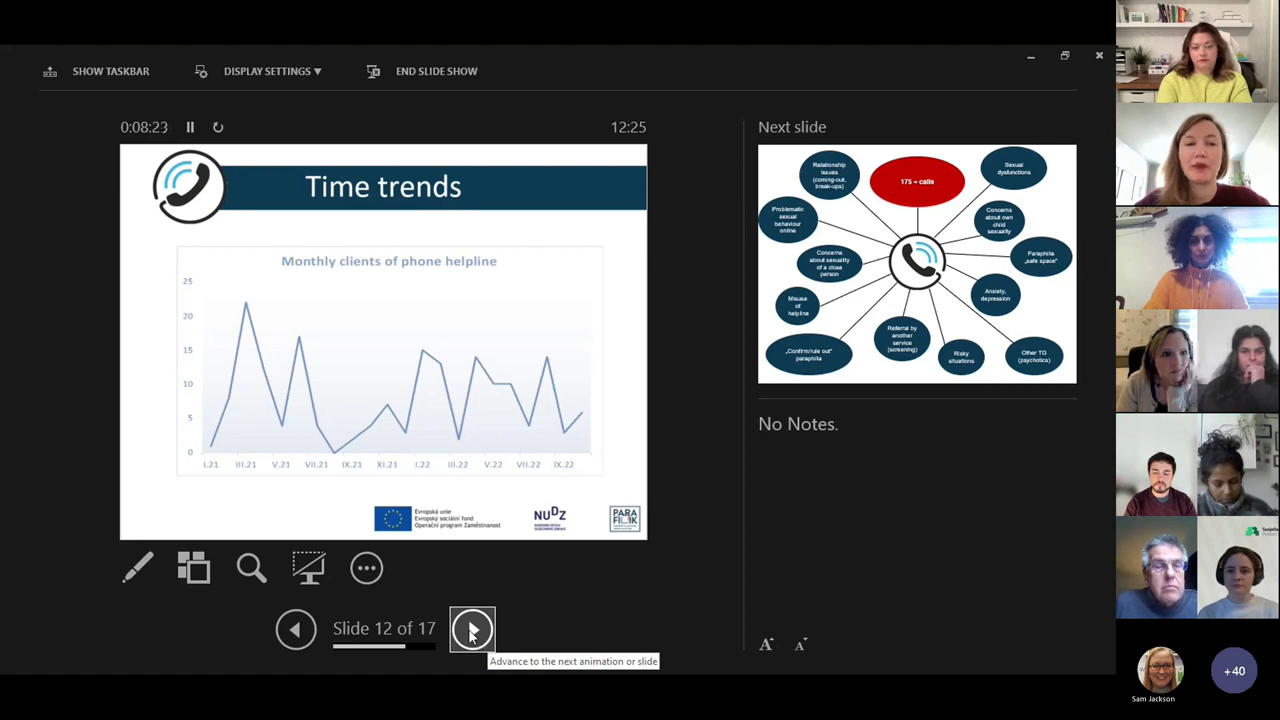 SHOW TASKBAR
DISPLAY SETTINGS ▼
END SLIDE SHOW
0:08:23
12:25
Time trends
Monthly clients of phone helpline
25
20
15
10
5
0
I.21 III.21 V.21 VII.21 IX.21 XI.21 I.22 III.22 V.22 VII.22 IX.22
Evropská unie
Evropský sociální fond
Operační program Zaměstnanost
NUDZ
PARA
FILIK
Slide 12 of 17
Advance to the next animation or slide
Next slide
175 + calls
Relationship
issues
(coming-out,
break-ups)
Sexual
dysfunctions
Problematic
sexual
behaviour
online
Concerns
about own
child
sexuality
Concerns
about sexuality
of a close
person
Paraphilia
„safe space"
Misuse
of
helpline
Anxiety,
depression
„Confirm/rule out"
paraphilia
Referral by
another
service
(screening)
Risky
situations
Other TG
(psychotics)
No Notes.
A A
Sam Jackson
+40